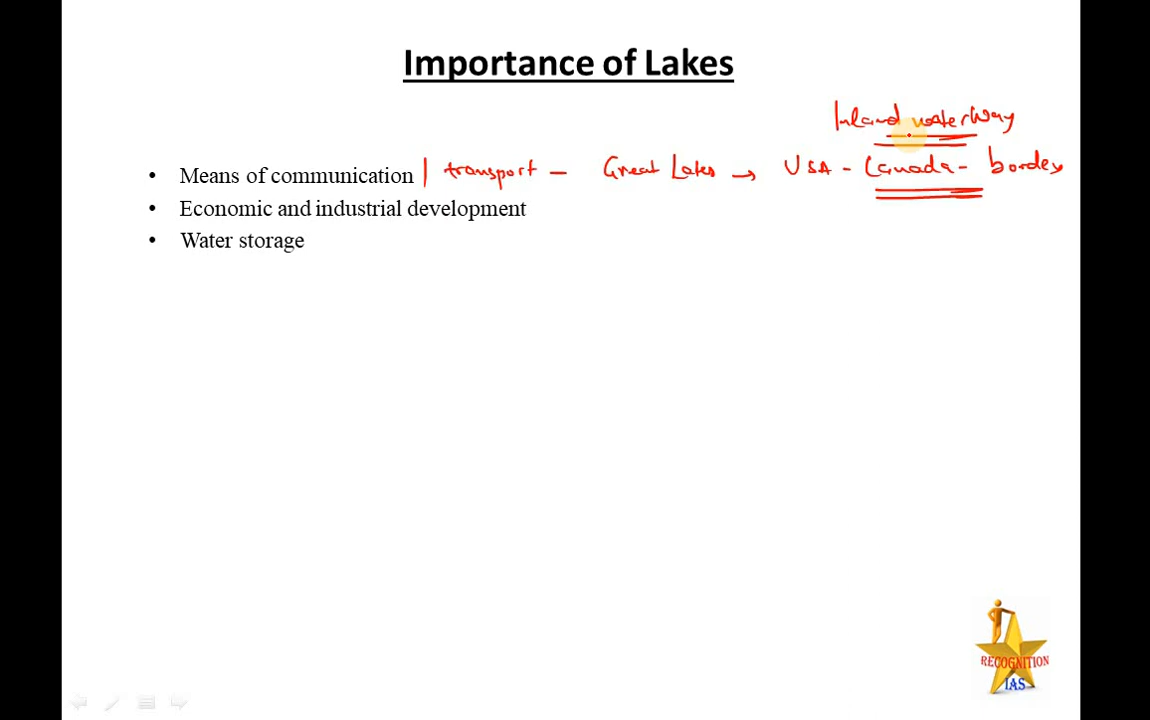 Importance of Lakes
Inland waterway
• Means of communication | transport – Great Lakes → USA - Canada - border
• Economic and industrial development
• Water storage
RECOGNITION
IAS